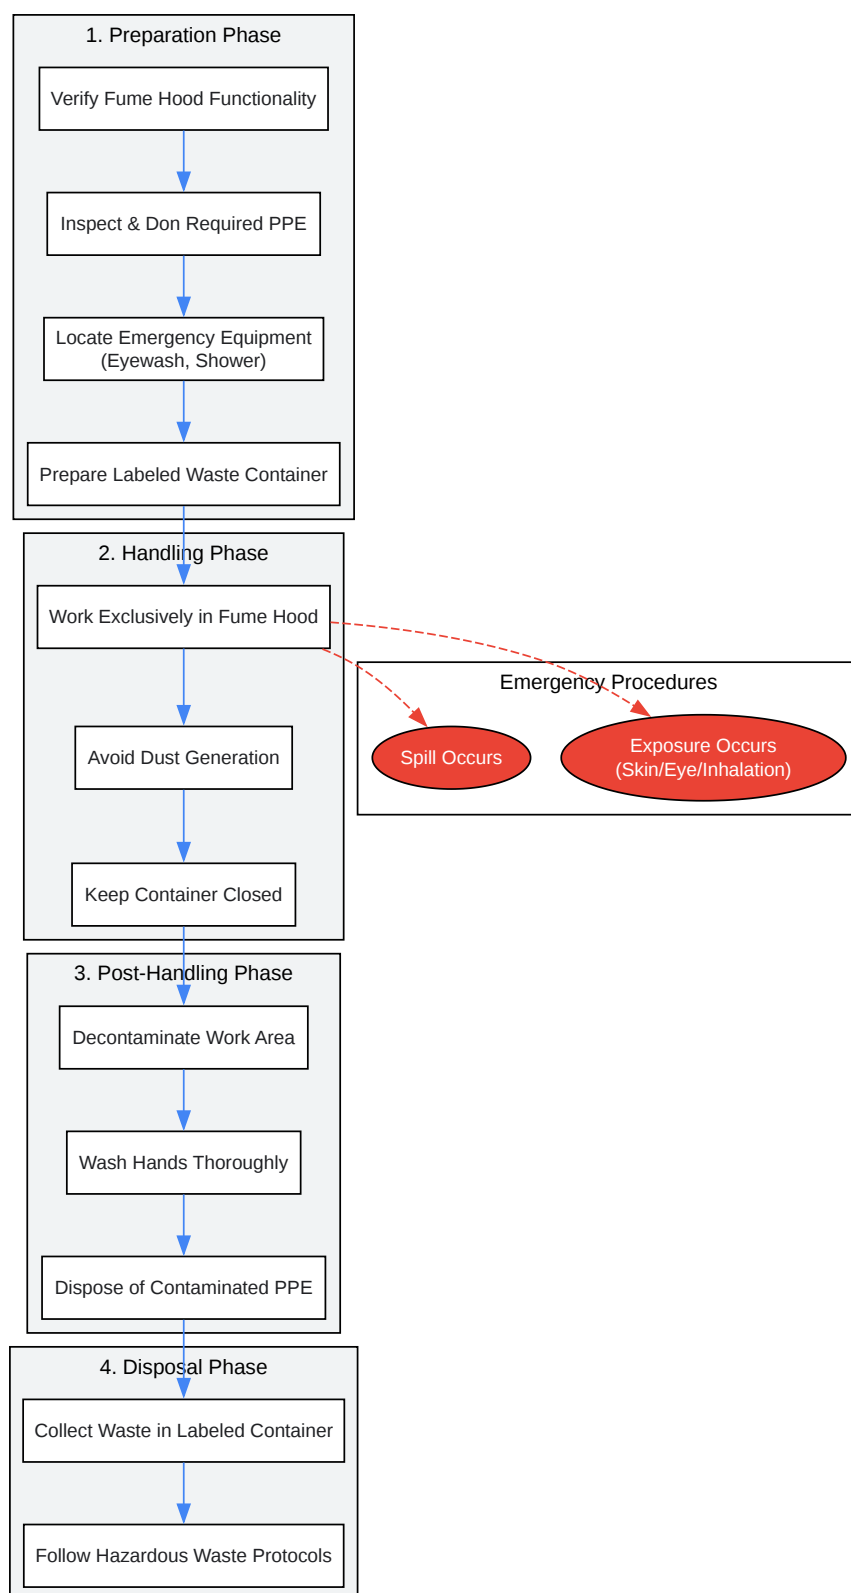 1. Preparation Phase
Verify Fume Hood Functionality
Inspect & Don Required PPE
Locate Emergency Equipment
(Eyewash, Shower)
Prepare Labeled Waste Container
2. Handling Phase
Work Exclusively in Fume Hood
Emergency Procedures
Spill Occurs
Exposure Occurs
(Skin/Eye/Inhalation)
Avoid Dust Generation
Keep Container Closed
3. Post-Handling Phase
Decontaminate Work Area
Wash Hands Thoroughly
Dispose of Contaminated PPE
4. Disposal Phase
Collect Waste in Labeled Container
Follow Hazardous Waste Protocols